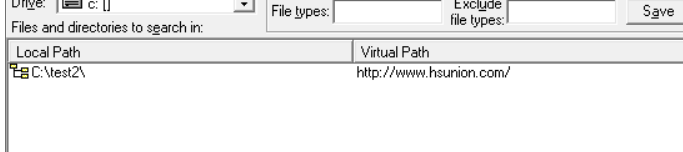 Drive: c: []
File types:
Exclude
file types:
Save
Files and directories to search in:
Local Path Virtual Path
C:\test2\ http://www.hsunion.com/